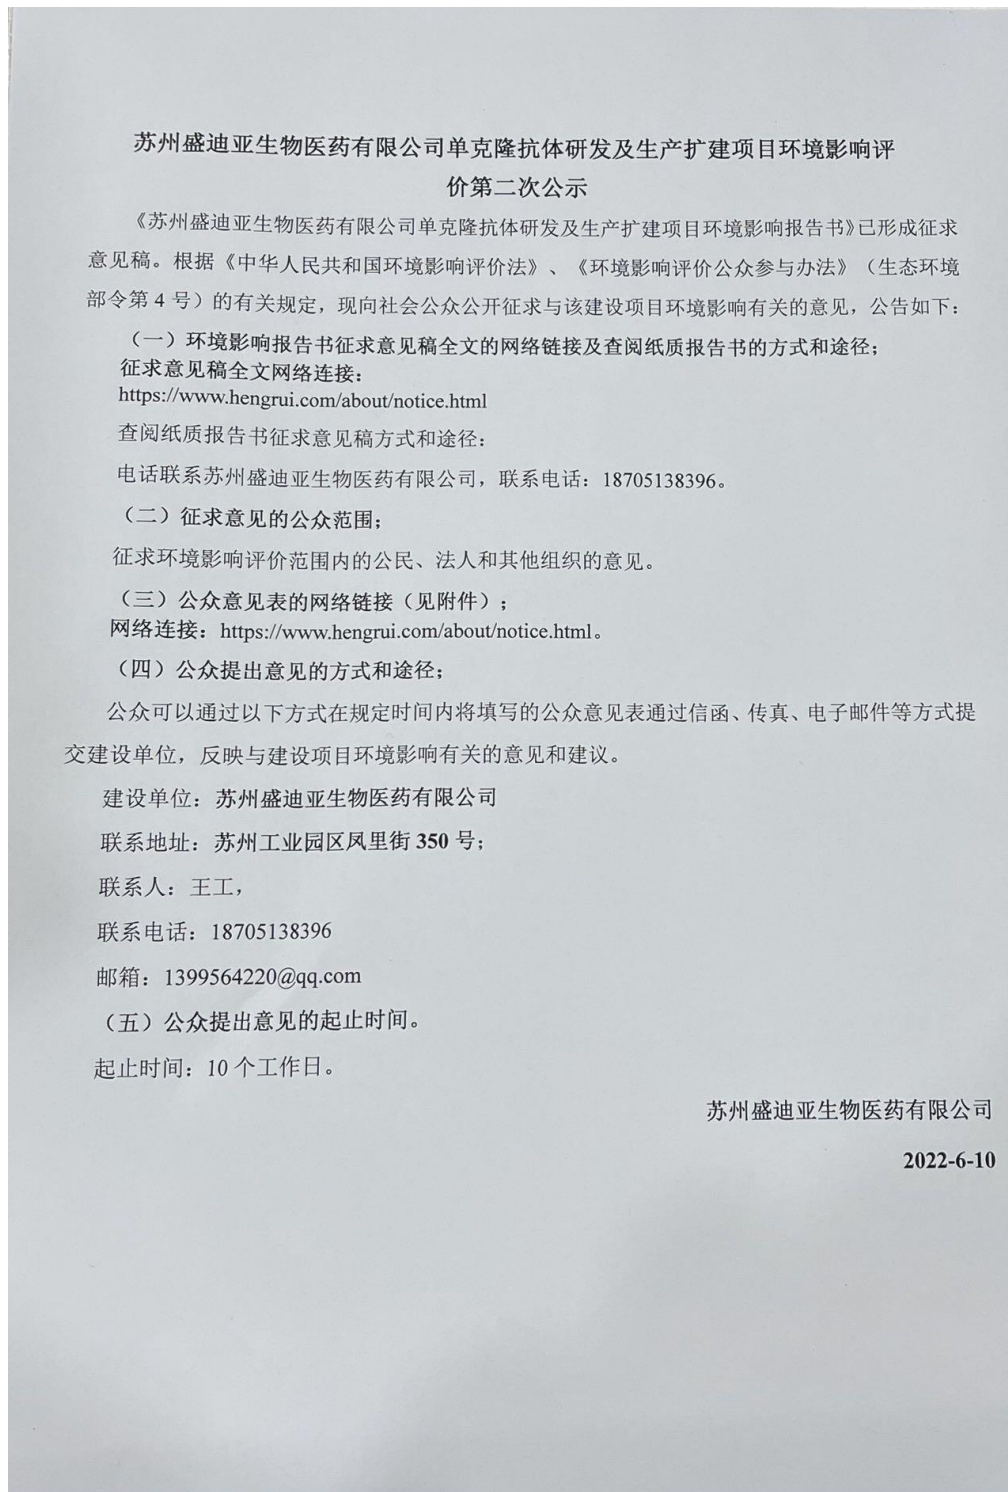 苏州盛迪亚生物医药有限公司单克隆抗体研发及生产扩建项目环境影响评
价第二次公示
《苏州盛迪亚生物医药有限公司单克隆抗体研发及生产扩建项目环境影响报告书》已形成征求
意见稿。根据《中华人民共和国环境影响评价法》、《环境影响评价公众参与办法》（生态环境
部令第 4 号）的有关规定，现向社会公众公开征求与该建设项目环境影响有关的意见，公告如下：
（一）环境影响报告书征求意见稿全文的网络链接及查阅纸质报告书的方式和途径；
征求意见稿全文网络连接：
https://www.hengrui.com/about/notice.html
查阅纸质报告书征求意见稿方式和途径：
电话联系苏州盛迪亚生物医药有限公司，联系电话：18705138396。
（二）征求意见的公众范围；
征求环境影响评价范围内的公民、法人和其他组织的意见。
（三）公众意见表的网络链接（见附件）；
网络连接：https://www.hengrui.com/about/notice.html。
（四）公众提出意见的方式和途径；
公众可以通过以下方式在规定时间内将填写的公众意见表通过信函、传真、电子邮件等方式提
交建设单位，反映与建设项目环境影响有关的意见和建议。
建设单位：苏州盛迪亚生物医药有限公司
联系地址：苏州工业园区凤里街 350 号；
联系人：王工，
联系电话：18705138396
邮箱：1399564220@qq.com
（五）公众提出意见的起止时间。
起止时间：10 个工作日。
苏州盛迪亚生物医药有限公司
2022-6-10